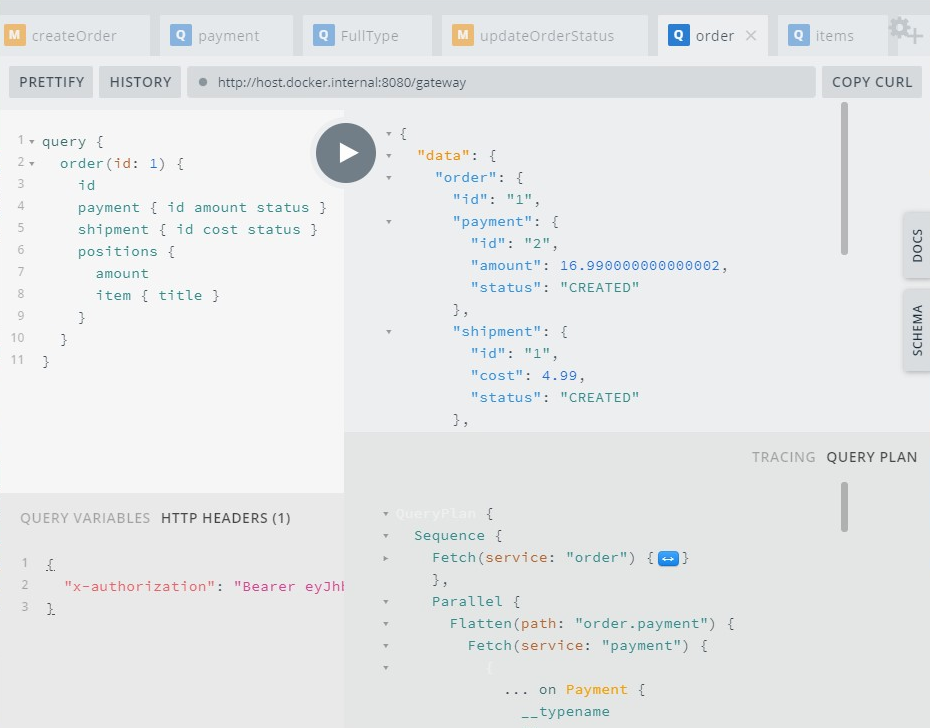 M createOrder Q payment Q FullType M updateOrderStatus Q order × Q items
PRETTIFY HISTORY http://host.docker.internal:8080/gateway COPY CURL
1 query {
2 order(id: 1) {
3 id
4 payment { id amount status }
5 shipment { id cost status }
6 positions {
7 amount
8 item { title }
9 }
10 }
11 }
{
"data": {
"order": {
"id": "1",
"payment": {
"id": "2",
"amount": 16.990000000000002,
"status": "CREATED"
},
"shipment": {
"id": "1",
"cost": 4.99,
"status": "CREATED"
},
DOCS
SCHEMA
QUERY VARIABLES HTTP HEADERS (1)
1 {
2 "x-authorization": "Bearer eyJh
3 }
TRACING QUERY PLAN
QueryPlan {
Sequence {
Fetch(service: "order") {↔}
},
Parallel {
Flatten(path: "order.payment") {
Fetch(service: "payment") {
{
... on Payment {
__typename